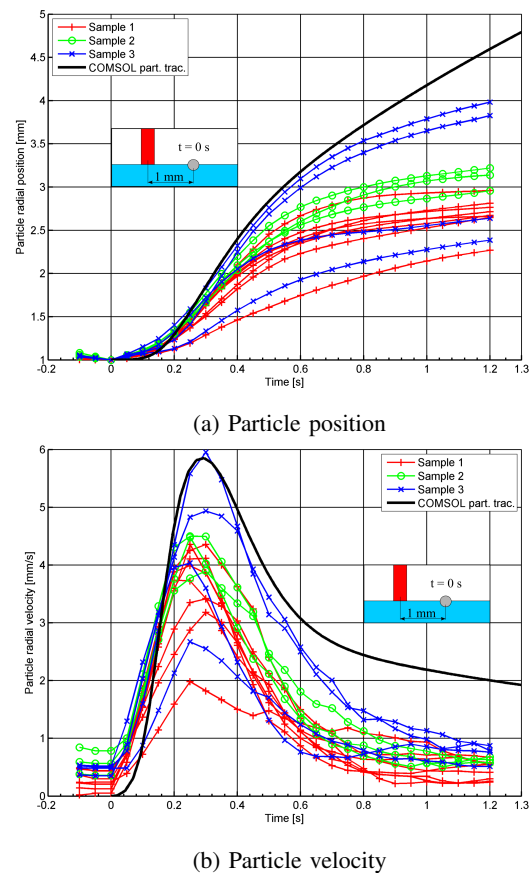 5
4.5
4
3.5
3
2.5
2
1.5
1
Particle radial position [mm]
Sample 1
Sample 2
Sample 3
COMSOL part. trac.
t = 0 s
1 mm
-0.2 0 0.2 0.4 0.6 0.8 1 1.2 1.3
Time [s]
(a) Particle position
6
5
4
3
2
1
0
Particle radial velocity [mm/s]
Sample 1
Sample 2
Sample 3
COMSOL part. trac.
t = 0 s
1 mm
-0.2 0 0.2 0.4 0.6 0.8 1 1.2 1.3
Time [s]
(b) Particle velocity